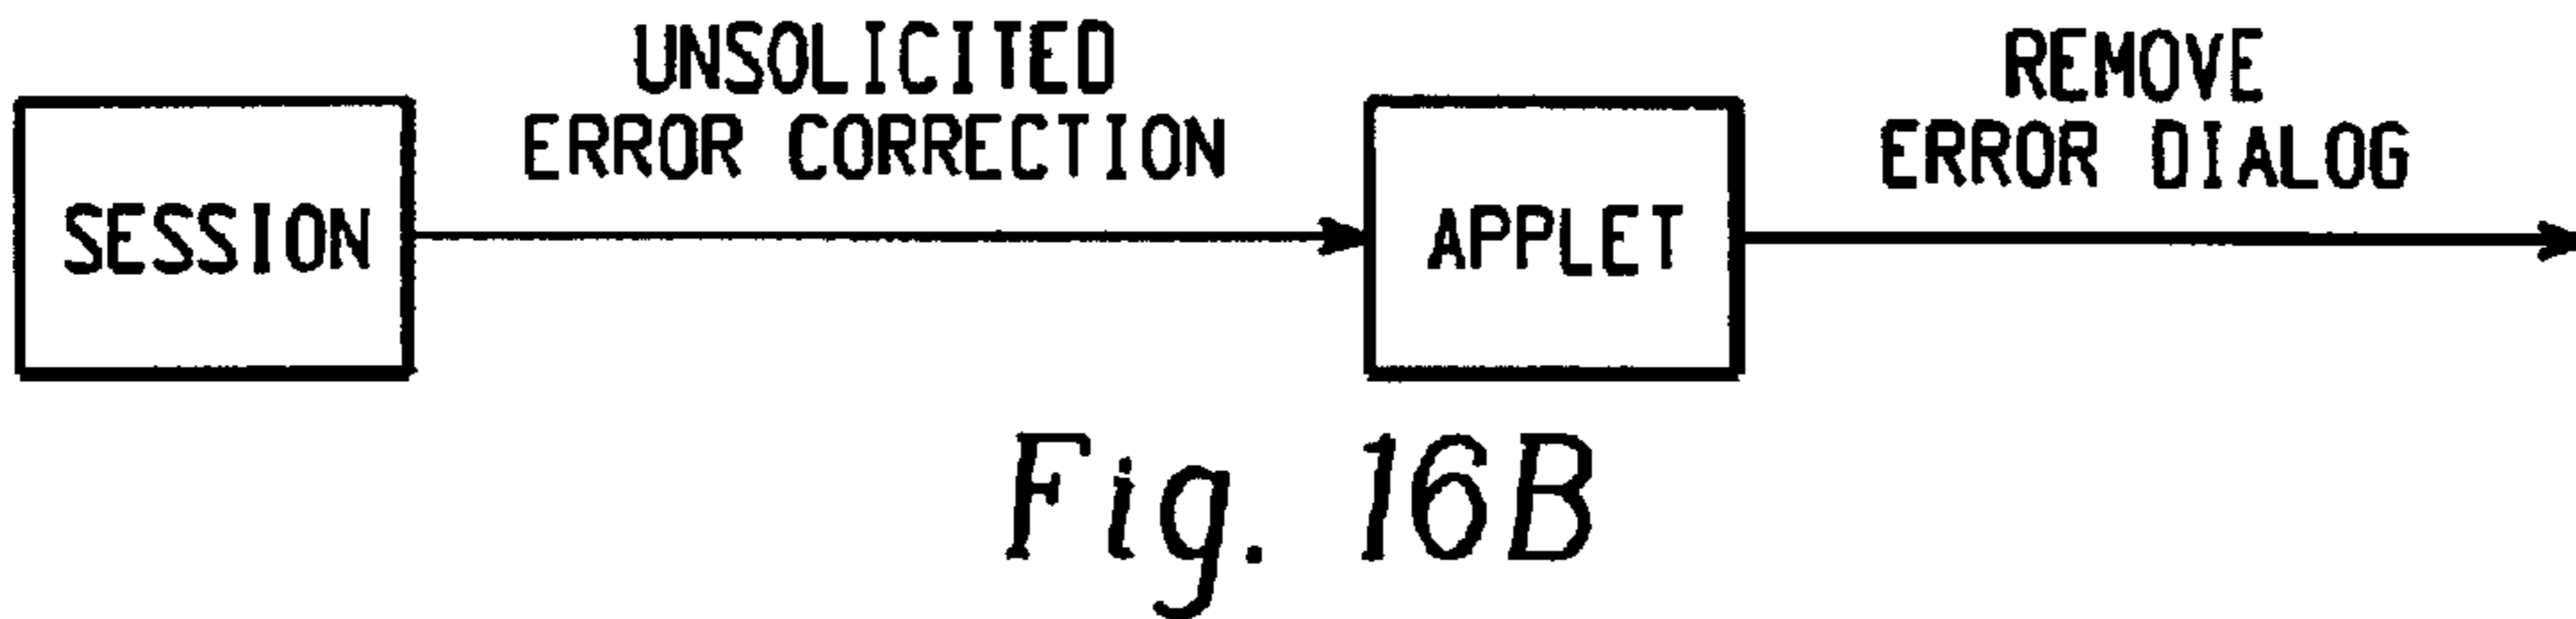 UNSOLICITED
ERROR CORRECTION
REMOVE
ERROR DIALOG
SESSION
APPLET
Fig. 16B